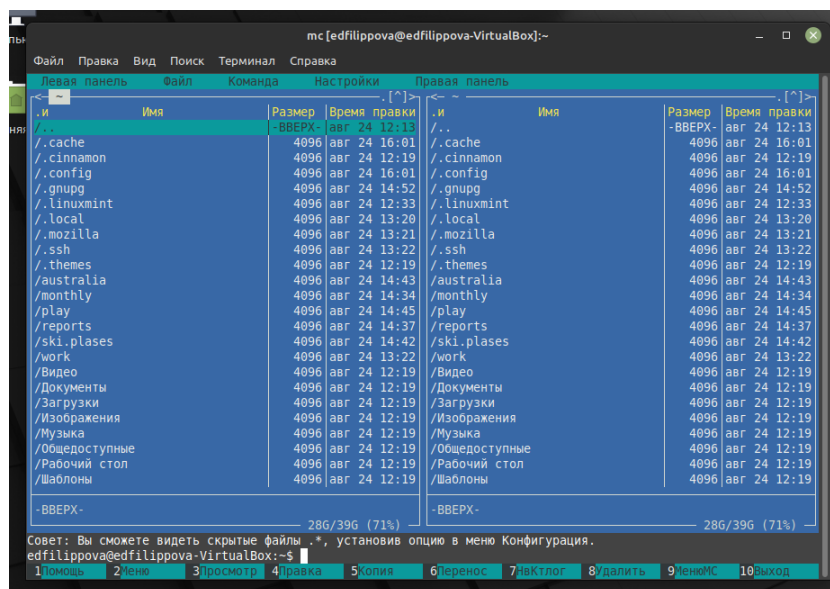 mc [edfilippova@edfilippova-VirtualBox]:~
Файл Правка Вид Поиск Терминал Справка
Левая панель Файл Команда Настройки Правая панель
<— ~ .[^]> <— ~ .[^]>
.и Имя Размер Время правки .и Имя Размер Время правки
/.. -ВВЕРХ- авг 24 12:13 /.. -ВВЕРХ- авг 24 12:13
/.cache 4096 авг 24 16:01 /.cache 4096 авг 24 16:01
/.cinnamon 4096 авг 24 12:19 /.cinnamon 4096 авг 24 12:19
/.config 4096 авг 24 16:01 /.config 4096 авг 24 16:01
/.gnupg 4096 авг 24 14:52 /.gnupg 4096 авг 24 14:52
/.linuxmint 4096 авг 24 12:33 /.linuxmint 4096 авг 24 12:33
/.local 4096 авг 24 13:20 /.local 4096 авг 24 13:20
/.mozilla 4096 авг 24 13:21 /.mozilla 4096 авг 24 13:21
/.ssh 4096 авг 24 13:22 /.ssh 4096 авг 24 13:22
/.themes 4096 авг 24 12:19 /.themes 4096 авг 24 12:19
/australia 4096 авг 24 14:43 /australia 4096 авг 24 14:43
/monthly 4096 авг 24 14:34 /monthly 4096 авг 24 14:34
/play 4096 авг 24 14:45 /play 4096 авг 24 14:45
/reports 4096 авг 24 14:37 /reports 4096 авг 24 14:37
/ski.plases 4096 авг 24 14:42 /ski.plases 4096 авг 24 14:42
/work 4096 авг 24 13:22 /work 4096 авг 24 13:22
/Видео 4096 авг 24 12:19 /Видео 4096 авг 24 12:19
/Документы 4096 авг 24 12:19 /Документы 4096 авг 24 12:19
/Загрузки 4096 авг 24 12:19 /Загрузки 4096 авг 24 12:19
/Изображения 4096 авг 24 12:19 /Изображения 4096 авг 24 12:19
/Музыка 4096 авг 24 12:19 /Музыка 4096 авг 24 12:19
/Общедоступные 4096 авг 24 12:19 /Общедоступные 4096 авг 24 12:19
/Рабочий стол 4096 авг 24 12:19 /Рабочий стол 4096 авг 24 12:19
/Шаблоны 4096 авг 24 12:19 /Шаблоны 4096 авг 24 12:19
-ВВЕРХ- -ВВЕРХ-
28G/39G (71%) 28G/39G (71%)
Совет: Вы сможете видеть скрытые файлы .*, установив опцию в меню Конфигурация.
edfilippova@edfilippova-VirtualBox:~$
1Помощь 2Меню 3Просмотр 4Правка 5Копия 6Перенос 7НвКтлог 8Удалить 9МенюМС 10Выход